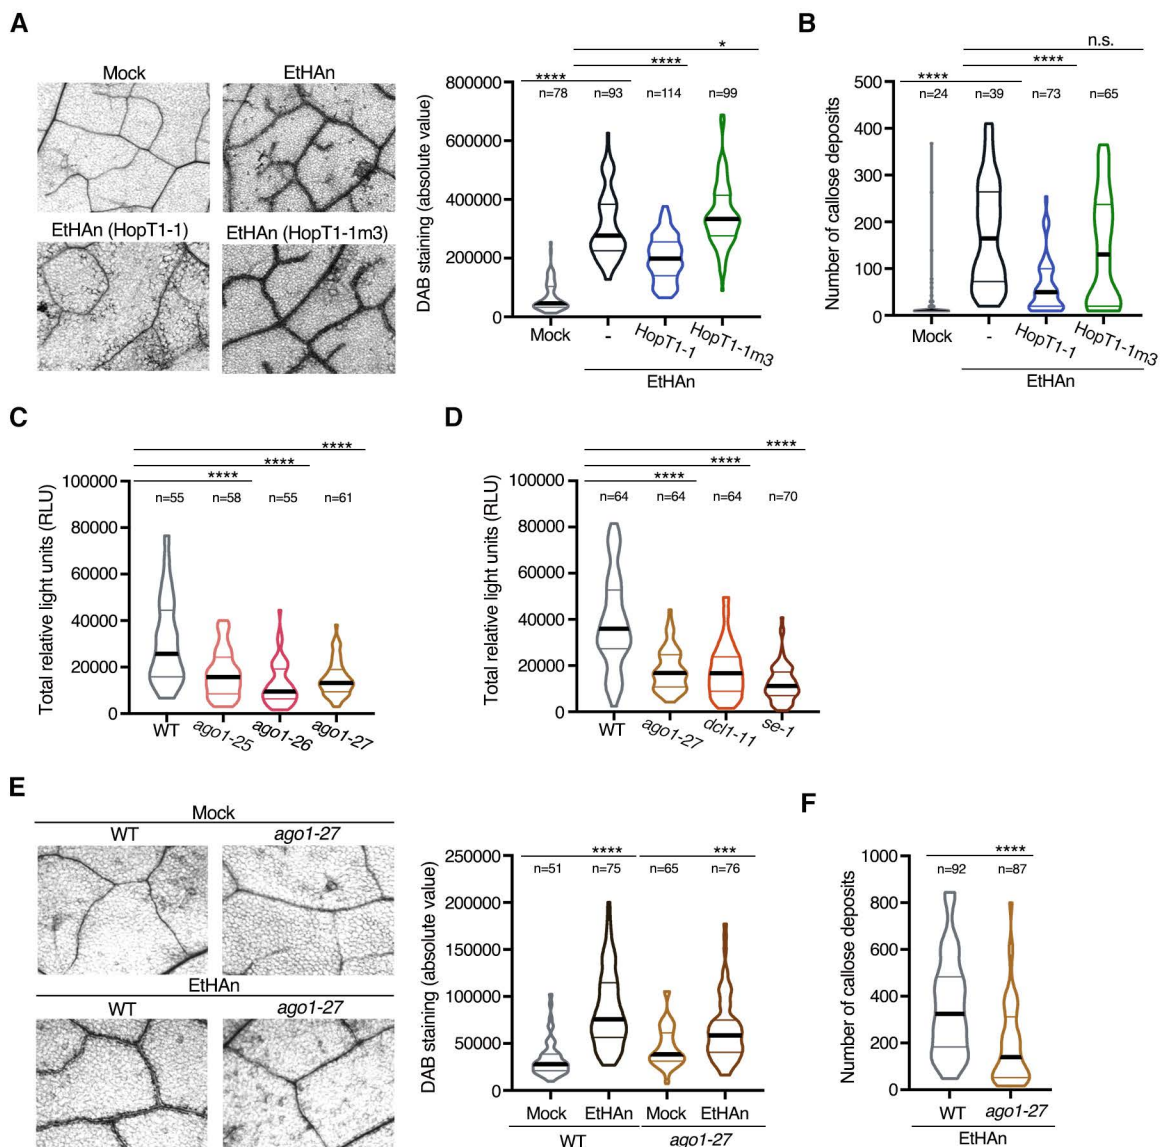 A
Mock
EtHAn
EtHAn (HopT1-1)
EtHAn (HopT1-1m3)
*
****
****
n=78 n=93 n=114 n=99
DAB staining (absolute value)
800000
600000
400000
200000
0
Mock - HopT1-1 HopT1-1m3
EtHAn
B
n.s.
****
****
n=24 n=39 n=73 n=65
Number of callose deposits
500
400
300
200
100
0
Mock - HopT1-1 HopT1-1m3
EtHAn
C
****
****
****
n=55 n=58 n=55 n=61
Total relative light units (RLU)
100000
80000
60000
40000
20000
0
WT ago1-25 ago1-26 ago1-27
D
****
****
****
n=64 n=64 n=64 n=70
Total relative light units (RLU)
100000
80000
60000
40000
20000
0
WT ago1-27 dcl1-11 se-1
E
Mock
WT ago1-27
EtHAn
WT ago1-27
**** ***
n=51 n=75 n=65 n=76
DAB staining (absolute value)
250000
200000
150000
100000
50000
0
Mock EtHAn Mock EtHAn
WT ago1-27
F
****
n=92 n=87
Number of callose deposits
1000
800
600
400
200
0
WT ago1-27
EtHAn